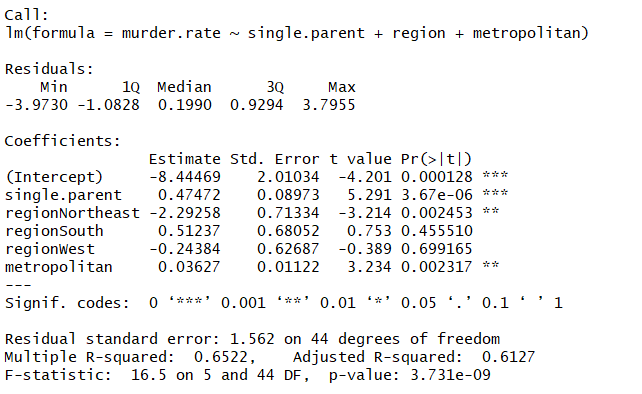 Call:
lm(formula = murder.rate ~ single.parent + region + metropolitan)
Residuals:
    Min      1Q  Median      3Q     Max
-3.9730 -1.0828  0.1990  0.9294  3.7955
Coefficients:
                Estimate Std. Error t value Pr(>|t|)
(Intercept)     -8.44469    2.01034  -4.201 0.000128 ***
single.parent    0.47472    0.08973   5.291 3.67e-06 ***
regionNortheast -2.29258    0.71334  -3.214 0.002453 **
regionSouth      0.51237    0.68052   0.753 0.455510
regionWest      -0.24384    0.62687  -0.389 0.699165
metropolitan     0.03627    0.01122   3.234 0.002317 **
---
Signif. codes:  0 ‘***’ 0.001 ‘**’ 0.01 ‘*’ 0.05 ‘.’ 0.1 ‘ ’ 1
Residual standard error: 1.562 on 44 degrees of freedom
Multiple R-squared:  0.6522,    Adjusted R-squared:  0.6127
F-statistic:  16.5 on 5 and 44 DF,  p-value: 3.731e-09